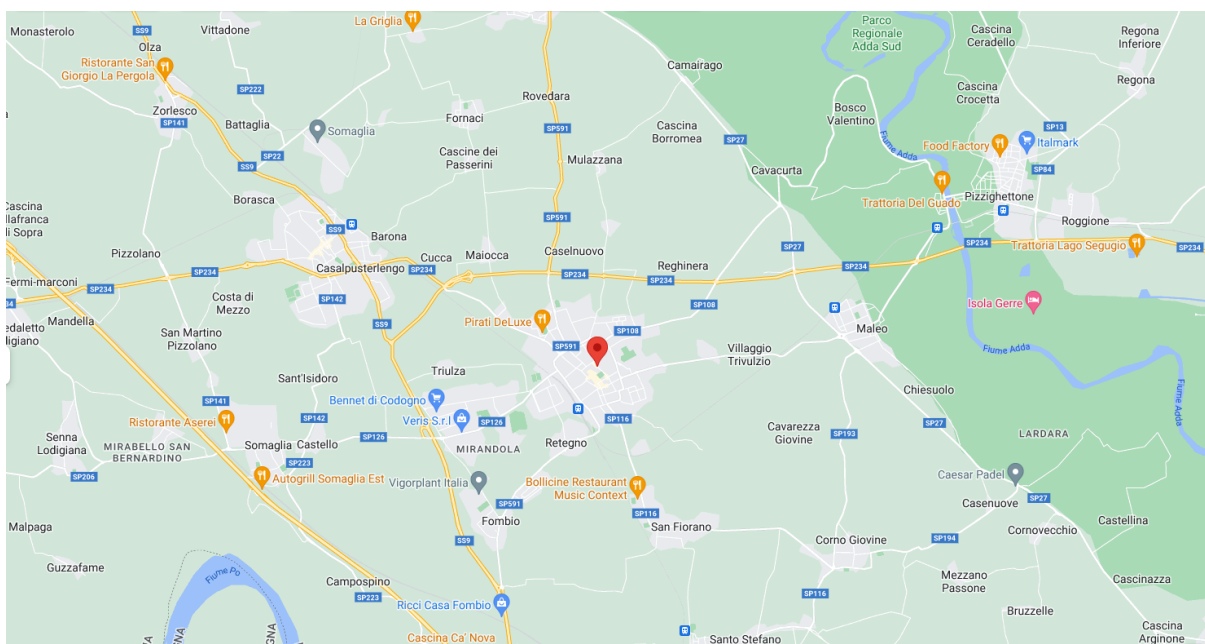 Monasterolo
SS9
Vittadone
La Griglia
Parco
Regionale
Adda Sud
Cascina
Ceradello
Regona
Inferiore
Olza
Ristorante San
Giorgio La Pergola
SP222
Camairago
Regona
Zorlesco
SP141
Battaglia
Somaglia
Fornaci
Rovedara
Bosco
Valentino
Cascina
Crocetta
SP591
Cascina
Borromea
SP27
Fiume Adda
Food Factory
SP13
Italmark
SP22
SS9
Cascine dei
Passerini
Mulazzana
Cavacurta
SP84
Borasca
Trattoria Del Guado
Pizzighettone
Cascina
llafranca
di Sopra
SS9
SP591
Roggione
Pizzolano
Barona
Maiocca
Caselnuovo
SP27
SP234
Trattoria Lago Segugio
SP234
Cucca
Casalpusterlengo
SP234
SP234
Reghinera
SP234
SP234
SP234
Fermi-marconi
SP234
Costa di
Mezzo
SP142
SP108
Isola Gerre
Mandella
edaletto
digiano
San Martino
Pizzolano
SS9
Pirati DeLuxe
SP108
Maleo
SP591
Villaggio
Trivulzio
Fiume Adda
Triulza
Sant'Isidoro
Chiesuolo
Fiume Adda
SP141
Bennet di Codogno
Ristorante Aserei
SP142
Veris S.r.l
SP126
SP116
Cavarezza
Giovine
SP193
SP27
LARDARA
Senna
Lodigiana
MIRABELLO SAN
BERNARDINO
Somaglia
Castello
SP126
MIRANDOLA
Retegno
SP223
SP206
Autogrill Somaglia Est
Vigorplant Italia
Bollicine Restaurant
Music Context
Caesar Padel
SP27
SP591
Casenuove
Malpaga
Fombio
SP116
San Fiorano
Castellina
Cornovecchio
SS9
Corno Giovine
SP194
Guzzafame
Fiume Po
Campospino
Mezzano
Passone
Cascinazza
SP223
Ricci Casa Fombio
SP116
Bruzzelle
Cascina Ca' Nova
Santo Stefano
Cascina
Arginone